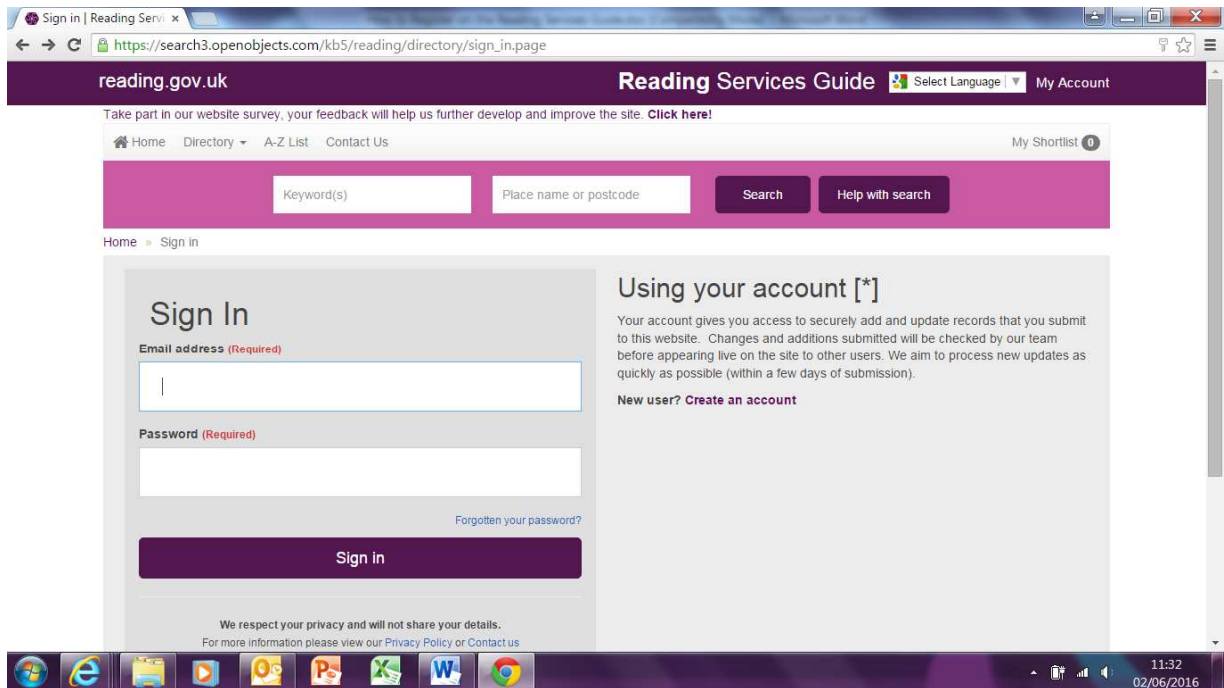 Sign in | Reading Servi
https://search3.openobjects.com/kb5/reading/directory/sign_in.page
reading.gov.uk
Reading Services Guide
Select Language
My Account
Take part in our website survey, your feedback will help us further develop and improve the site. Click here!
Home Directory A-Z List Contact Us
My Shortlist 0
Keyword(s)
Place name or postcode
Search
Help with search
Home » Sign in
Sign In
Email address (Required)
Password (Required)
Forgotten your password?
Sign in
We respect your privacy and will not share your details.
For more information please view our Privacy Policy or Contact us
Using your account [*]
Your account gives you access to securely add and update records that you submit
to this website. Changes and additions submitted will be checked by our team
before appearing live on the site to other users. We aim to process new updates as
quickly as possible (within a few days of submission).
New user? Create an account
11:32
02/06/2016